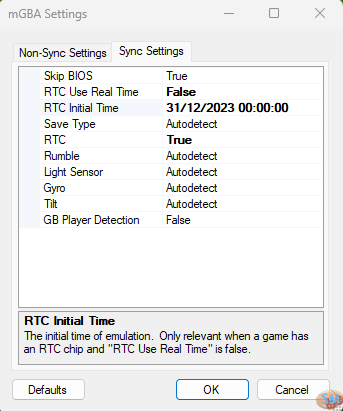 mGBA Settings
Non-Sync Settings
Sync Settings
Skip BIOS True
RTC Use Real Time False
RTC Initial Time 31/12/2023 00:00:00
Save Type Autodetect
RTC True
Rumble Autodetect
Light Sensor Autodetect
Gyro Autodetect
Tilt Autodetect
GB Player Detection False
RTC Initial Time
The initial time of emulation. Only relevant when a game has
an RTC chip and "RTC Use Real Time" is false.
Defaults OK Cancel